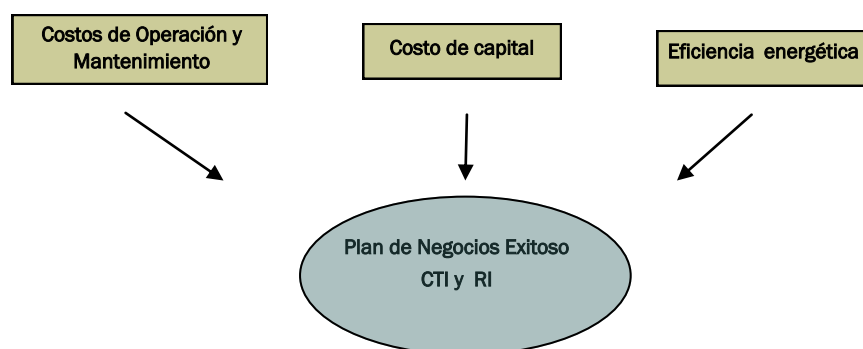 Costos de Operación y
Mantenimiento
Costo de capital
Eficiencia energética
Plan de Negocios Exitoso
CTI y RI